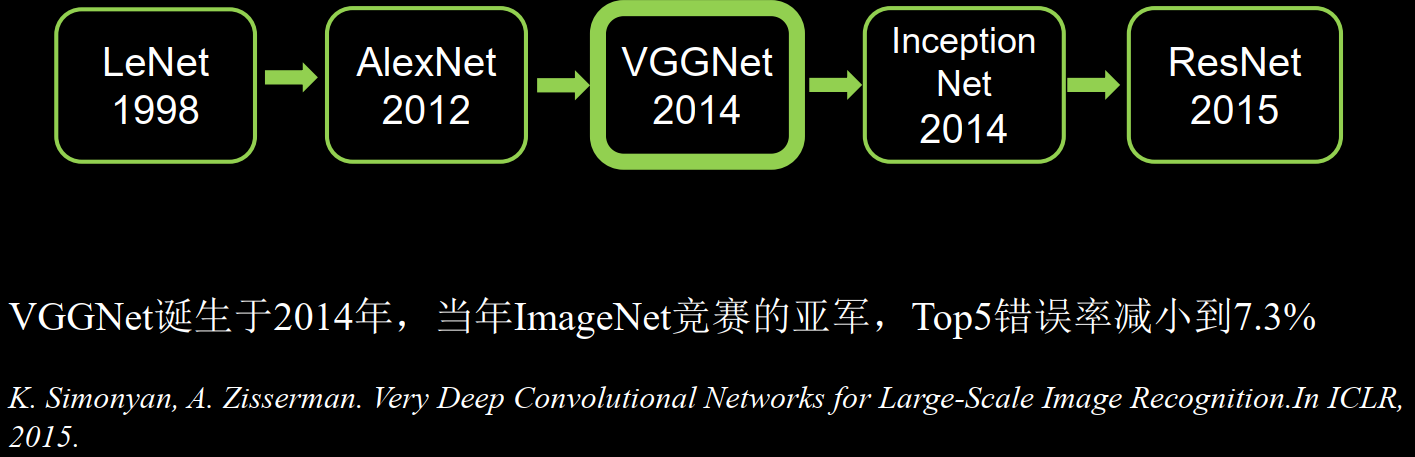 LeNet
1998
AlexNet
2012
VGGNet
2014
Inception
Net
2014
ResNet
2015
VGGNet诞生于2014年，当年ImageNet竞赛的亚军，Top5错误率减小到7.3%
K. Simonyan, A. Zisserman. Very Deep Convolutional Networks for Large-Scale Image Recognition.In ICLR,
2015.